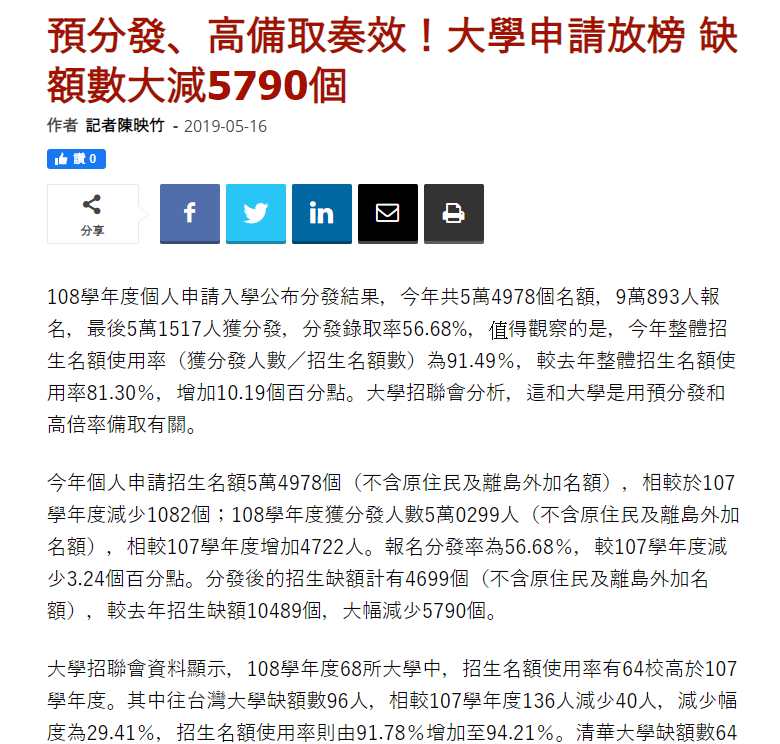 預分發、高備取奏效！大學申請放榜 缺
額數大減5790個
作者 記者陳映竹 - 2019-05-16
讚 0
分享
108學年度個人申請入學公布分發結果，今年共5萬4978個名額，9萬893人報
名，最後5萬1517人獲分發，分發錄取率56.68%，值得觀察的是，今年整體招
生名額使用率（獲分發人數／招生名額數）為91.49%，較去年整體招生名額使
用率81.30%，增加10.19個百分點。大學招聯會分析，這和大學是用預分發和
高倍率備取有關。
今年個人申請招生名額5萬4978個（不含原住民及離島外加名額），相較於107
學年度減少1082個；108學年度獲分發人數5萬0299人（不含原住民及離島外加
名額），相較107學年度增加4722人。報名分發率為56.68%，較107學年度減
少3.24個百分點。分發後的招生缺額計有4699個（不含原住民及離島外加名
額），較去年招生缺額10489個，大幅減少5790個。
大學招聯會資料顯示，108學年度68所大學中，招生名額使用率有64校高於107
學年度。其中往台灣大學缺額數96人，相較107學年度136人減少40人，減少幅
度為29.41%，招生名額使用率則由91.78%增加至94.21%。清華大學缺額數64